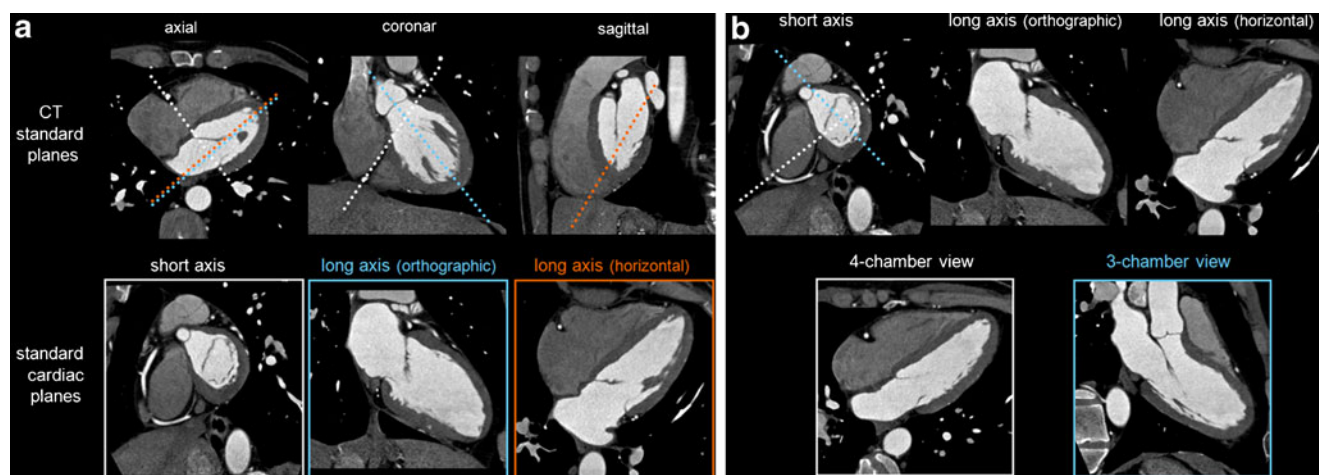 a
axial
coronar
sagittal
CT
standard
planes
short axis
long axis (orthographic)
long axis (horizontal)
standard
cardiac
planes
b
short axis
long axis (orthographic)
long axis (horizontal)
4-chamber view
3-chamber view